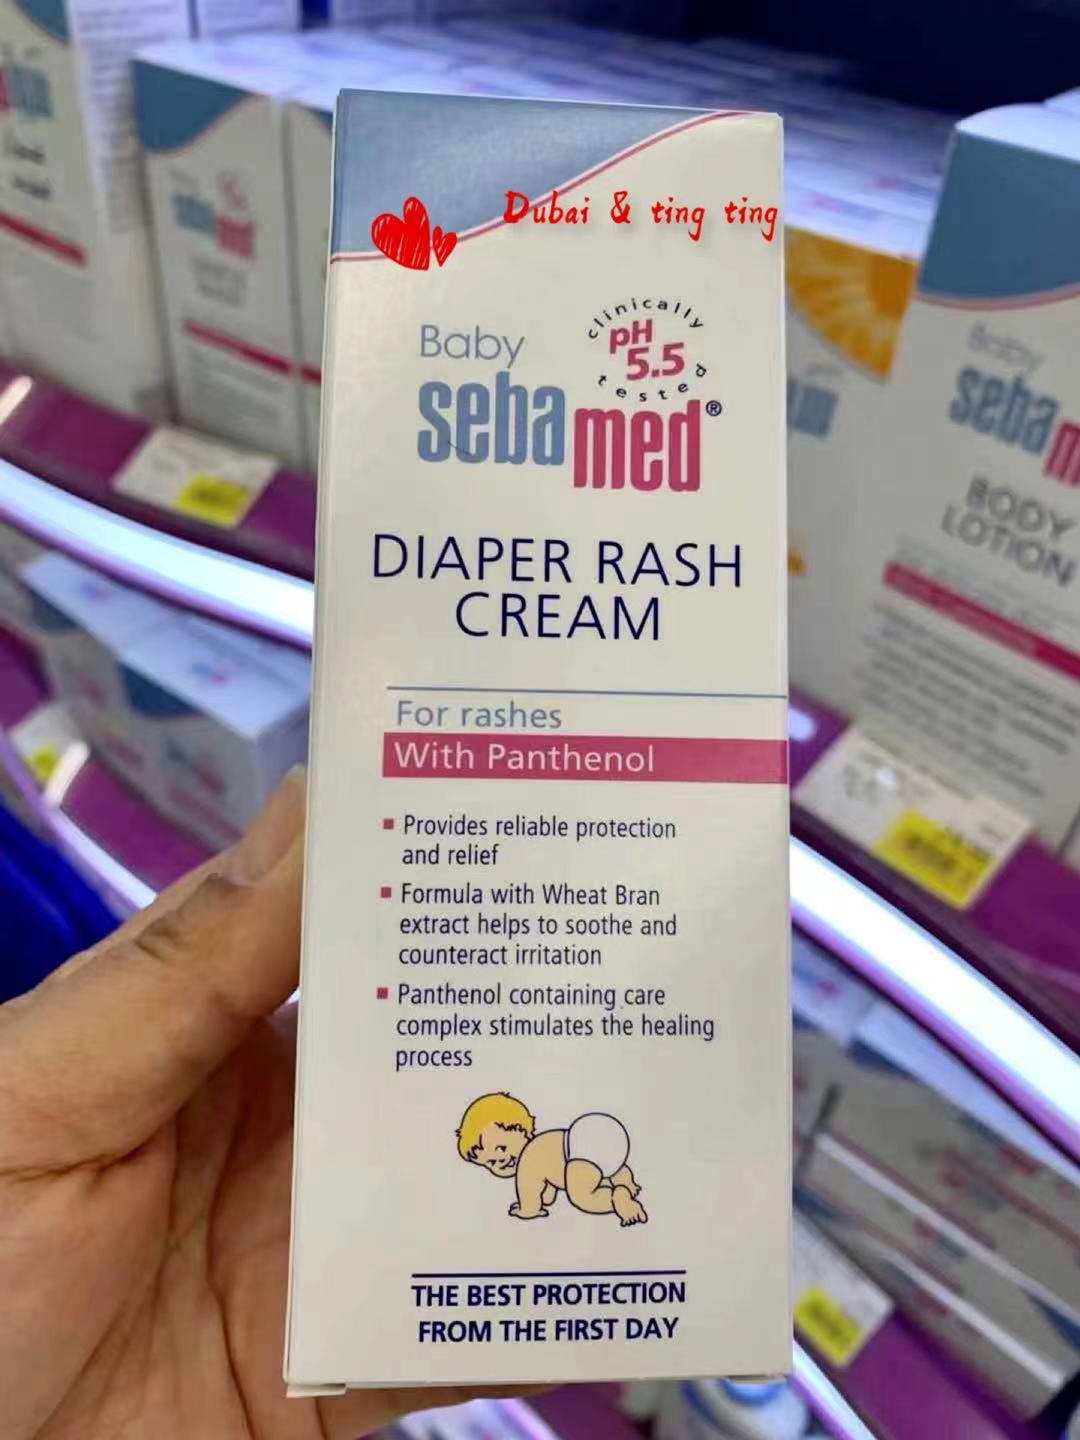 Dubai & ting ting
Baby
clinically
pH
5.5
tested
sebamed®
DIAPER RASH
CREAM
For rashes
With Panthenol
Provides reliable protection
and relief
Formula with Wheat Bran
extract helps to soothe and
counteract irritation
Panthenol containing care
complex stimulates the healing
process
THE BEST PROTECTION
FROM THE FIRST DAY
Baby
sebam
BODY
LOTION
med